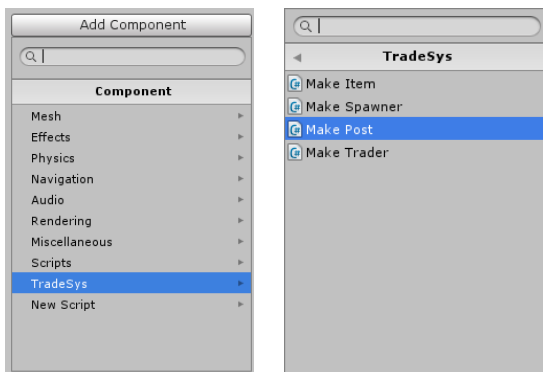 Add Component
Component
Mesh
Effects
Physics
Navigation
Audio
Rendering
Miscellaneous
Scripts
TradeSys
New Script
TradeSys
Make Item
Make Spawner
Make Post
Make Trader